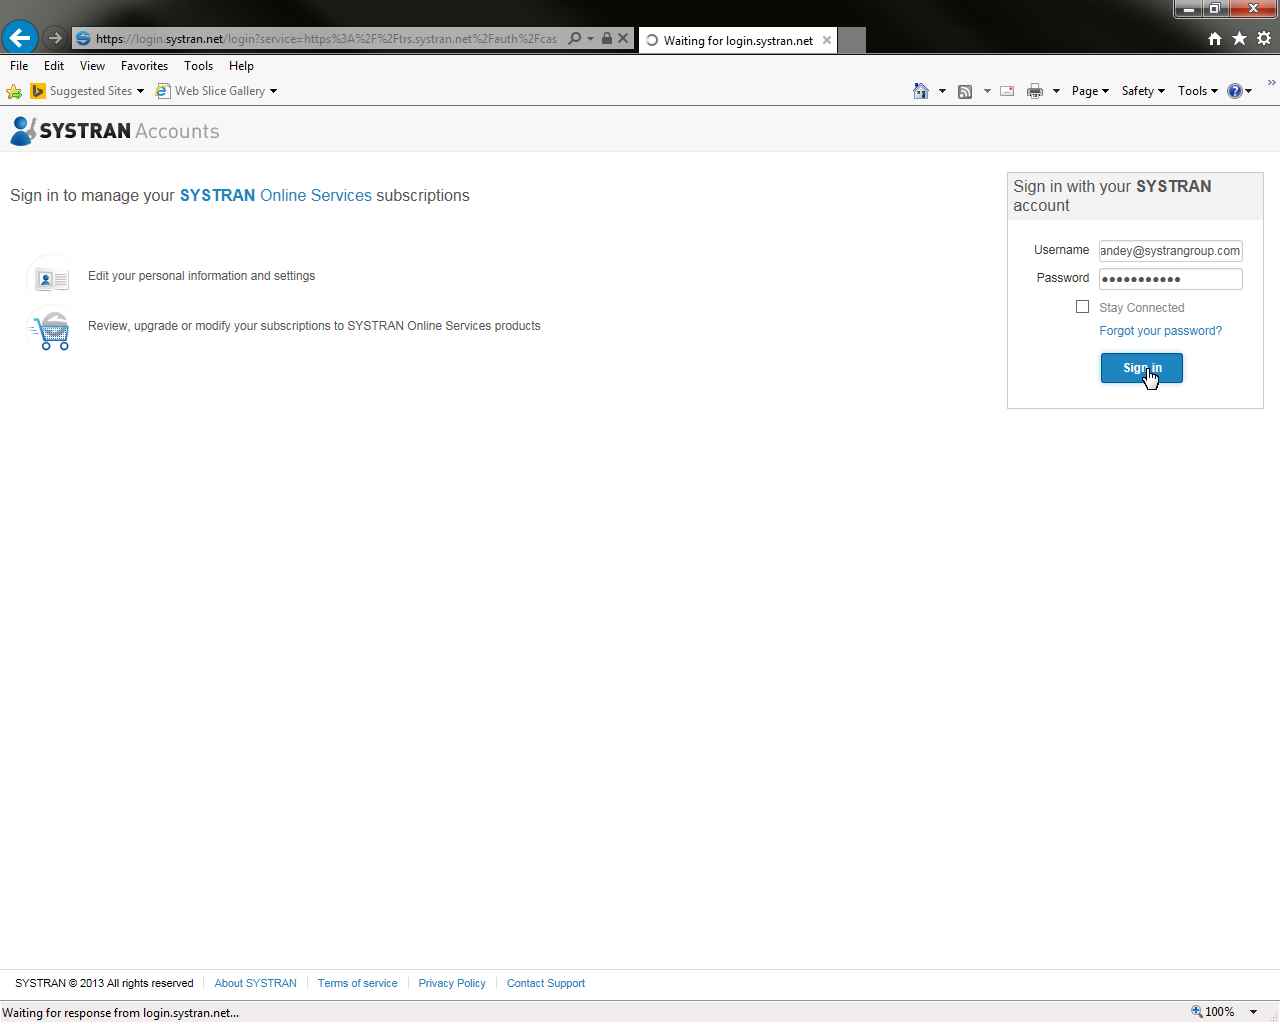 https://login.systran.net/login?service=https%3A%2F%2Ftrs.systran.net%2Fauth%2Fcas
Waiting for login.systran.net
File Edit View Favorites Tools Help
Suggested Sites Web Slice Gallery Page Safety Tools
SYSTRAN Accounts
Sign in to manage your SYSTRAN Online Services subscriptions
Edit your personal information and settings
Review, upgrade or modify your subscriptions to SYSTRAN Online Services products
Sign in with your SYSTRAN
account
Username andey@systrangroup.com
Password
Stay Connected
Forgot your password?
Sign in
SYSTRAN © 2013 All rights reserved About SYSTRAN Terms of service Privacy Policy Contact Support
Waiting for response from login.systran.net... 100%